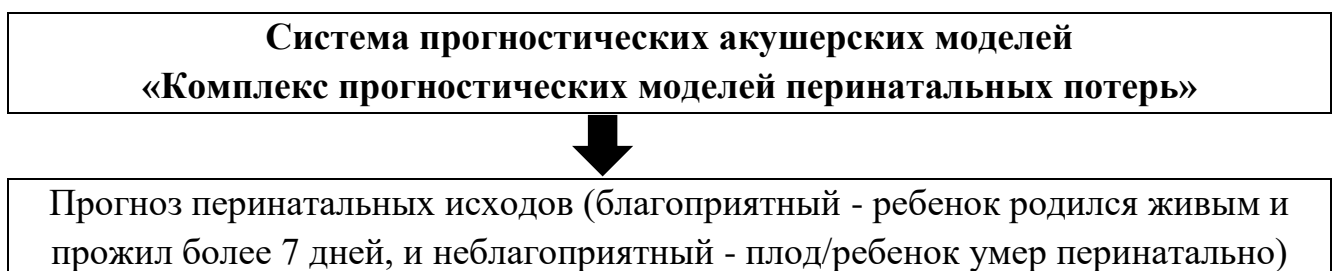 Система прогностических акушерских моделей
«Комплекс прогностических моделей перинатальных потерь»
Прогноз перинатальных исходов (благоприятный - ребенок родился живым и
прожил более 7 дней, и неблагоприятный - плод/ребенок умер перинатально)